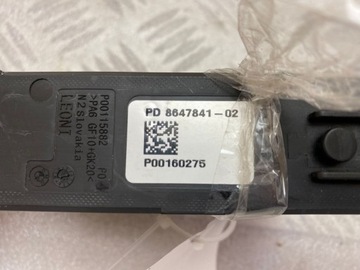 P00115882
>PA6 GF10+GK20<
N2Slovakia
LEONI
PD 8647841-02
P00160275